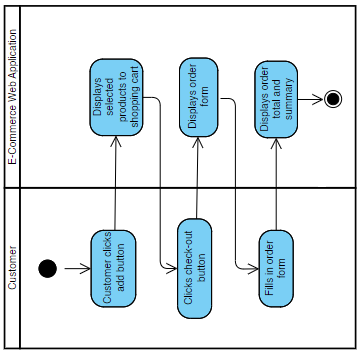 E-Commerce Web Application
Displays
selected
products to
shopping cart
Displays order
form
Displays order
total and
summary
Customer
Customer clicks
add button
Clicks check-out
button
Fills in order
form